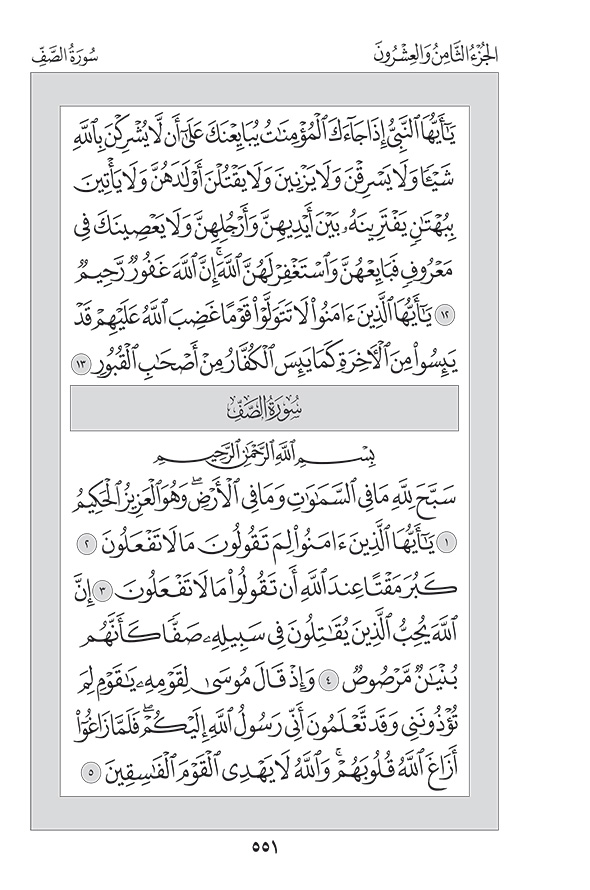 الجُزْءُ الثَّامِنُ وَالعِشْرُونَ
سُورَةُ الصَّفِّ
يَٰٓأَيُّهَا ٱلنَّبِيُّ إِذَا جَآءَكَ ٱلْمُؤْمِنَٰتُ يُبَايِعْنَكَ عَلَىٰٓ أَن لَّا يُشْرِكْنَ بِٱللَّهِ
شَيْـًٔا وَلَا يَسْرِقْنَ وَلَا يَزْنِينَ وَلَا يَقْتُلْنَ أَوْلَٰدَهُنَّ وَلَا يَأْتِينَ
بِبُهْتَٰنٍ يَفْتَرِينَهُۥ بَيْنَ أَيْدِيهِنَّ وَأَرْجُلِهِنَّ وَلَا يَعْصِينَكَ فِى
مَعْرُوفٍ فَبَايِعْهُنَّ وَٱسْتَغْفِرْ لَهُنَّ ٱللَّهَ ۚ إِنَّ ٱللَّهَ غَفُورٌ رَّحِيمٌ
١٢ يَٰٓأَيُّهَا ٱلَّذِينَ ءَامَنُوا۟ لَا تَتَوَلَّوْا۟ قَوْمًا غَضِبَ ٱللَّهُ عَلَيْهِمْ قَدْ
يَئِسُوا۟ مِنَ ٱلْءَاخِرَةِ كَمَا يَئِسَ ٱلْكُفَّارُ مِنْ أَصْحَٰبِ ٱلْقُبُورِ ١٣
سُورَةُ الصَّفِّ
بِسْمِ ٱللَّهِ ٱلرَّحْمَٰنِ ٱلرَّحِيمِ
سَبَّحَ لِلَّهِ مَا فِى ٱلسَّمَٰوَٰتِ وَمَا فِى ٱلْأَرْضِ ۖ وَهُوَ ٱلْعَزِيزُ ٱلْحَكِيمُ
١ يَٰٓأَيُّهَا ٱلَّذِينَ ءَامَنُوا۟ لِمَ تَقُولُونَ مَا لَا تَفْعَلُونَ ٢
كَبُرَ مَقْتًا عِندَ ٱللَّهِ أَن تَقُولُوا۟ مَا لَا تَفْعَلُونَ ٣ إِنَّ
ٱللَّهَ يُحِبُّ ٱلَّذِينَ يُقَٰتِلُونَ فِى سَبِيلِهِۦ صَفًّا كَأَنَّهُم
بُنْيَٰنٌ مَّرْصُوصٌ ٤ وَإِذْ قَالَ مُوسَىٰ لِقَوْمِهِۦ يَٰقَوْمِ لِمَ
تُؤْذُونَنِى وَقَد تَّعْلَمُونَ أَنِّى رَسُولُ ٱللَّهِ إِلَيْكُمْ ۖ فَلَمَّا زَاغُوٓا۟
أَزَاغَ ٱللَّهُ قُلُوبَهُمْ ۚ وَٱللَّهُ لَا يَهْدِى ٱلْقَوْمَ ٱلْفَٰسِقِينَ ٥
٥٥١